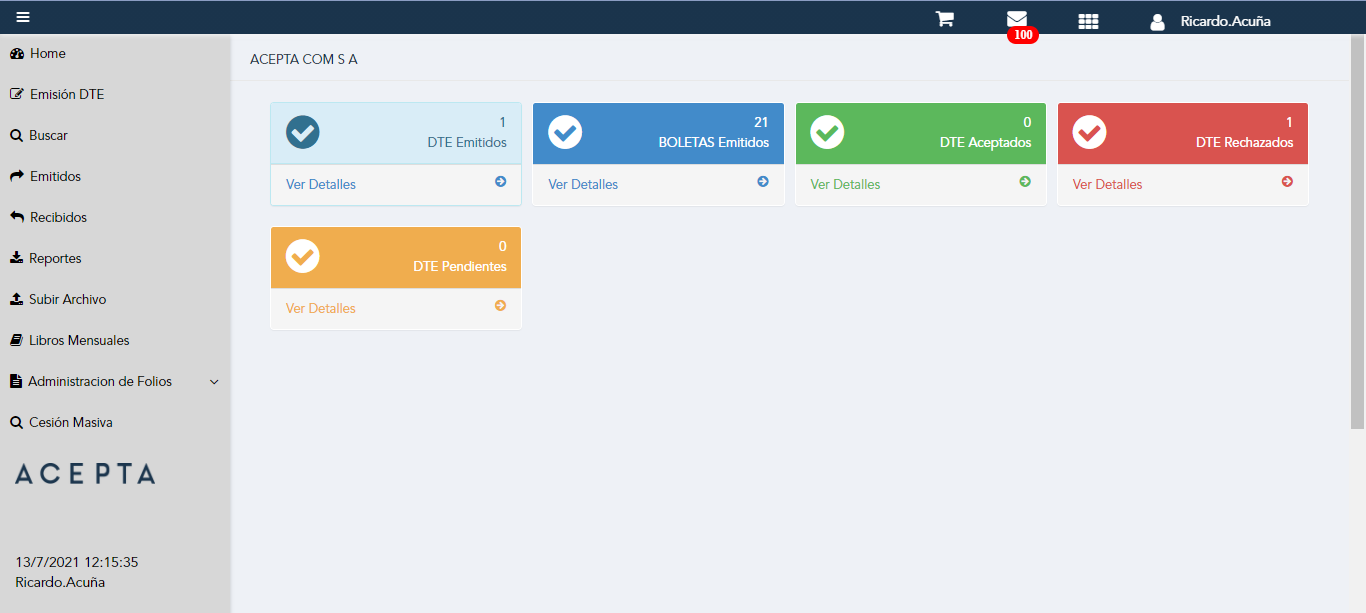 Ricardo.Acuña
100
Home
Emisión DTE
Buscar
Emitidos
Recibidos
Reportes
Subir Archivo
Libros Mensuales
Administracion de Folios
Cesión Masiva
ACEPTA
13/7/2021 12:15:35
Ricardo.Acuña
ACEPTA COM S A
1
DTE Emitidos
Ver Detalles
21
BOLETAS Emitidos
Ver Detalles
0
DTE Aceptados
Ver Detalles
1
DTE Rechazados
Ver Detalles
0
DTE Pendientes
Ver Detalles